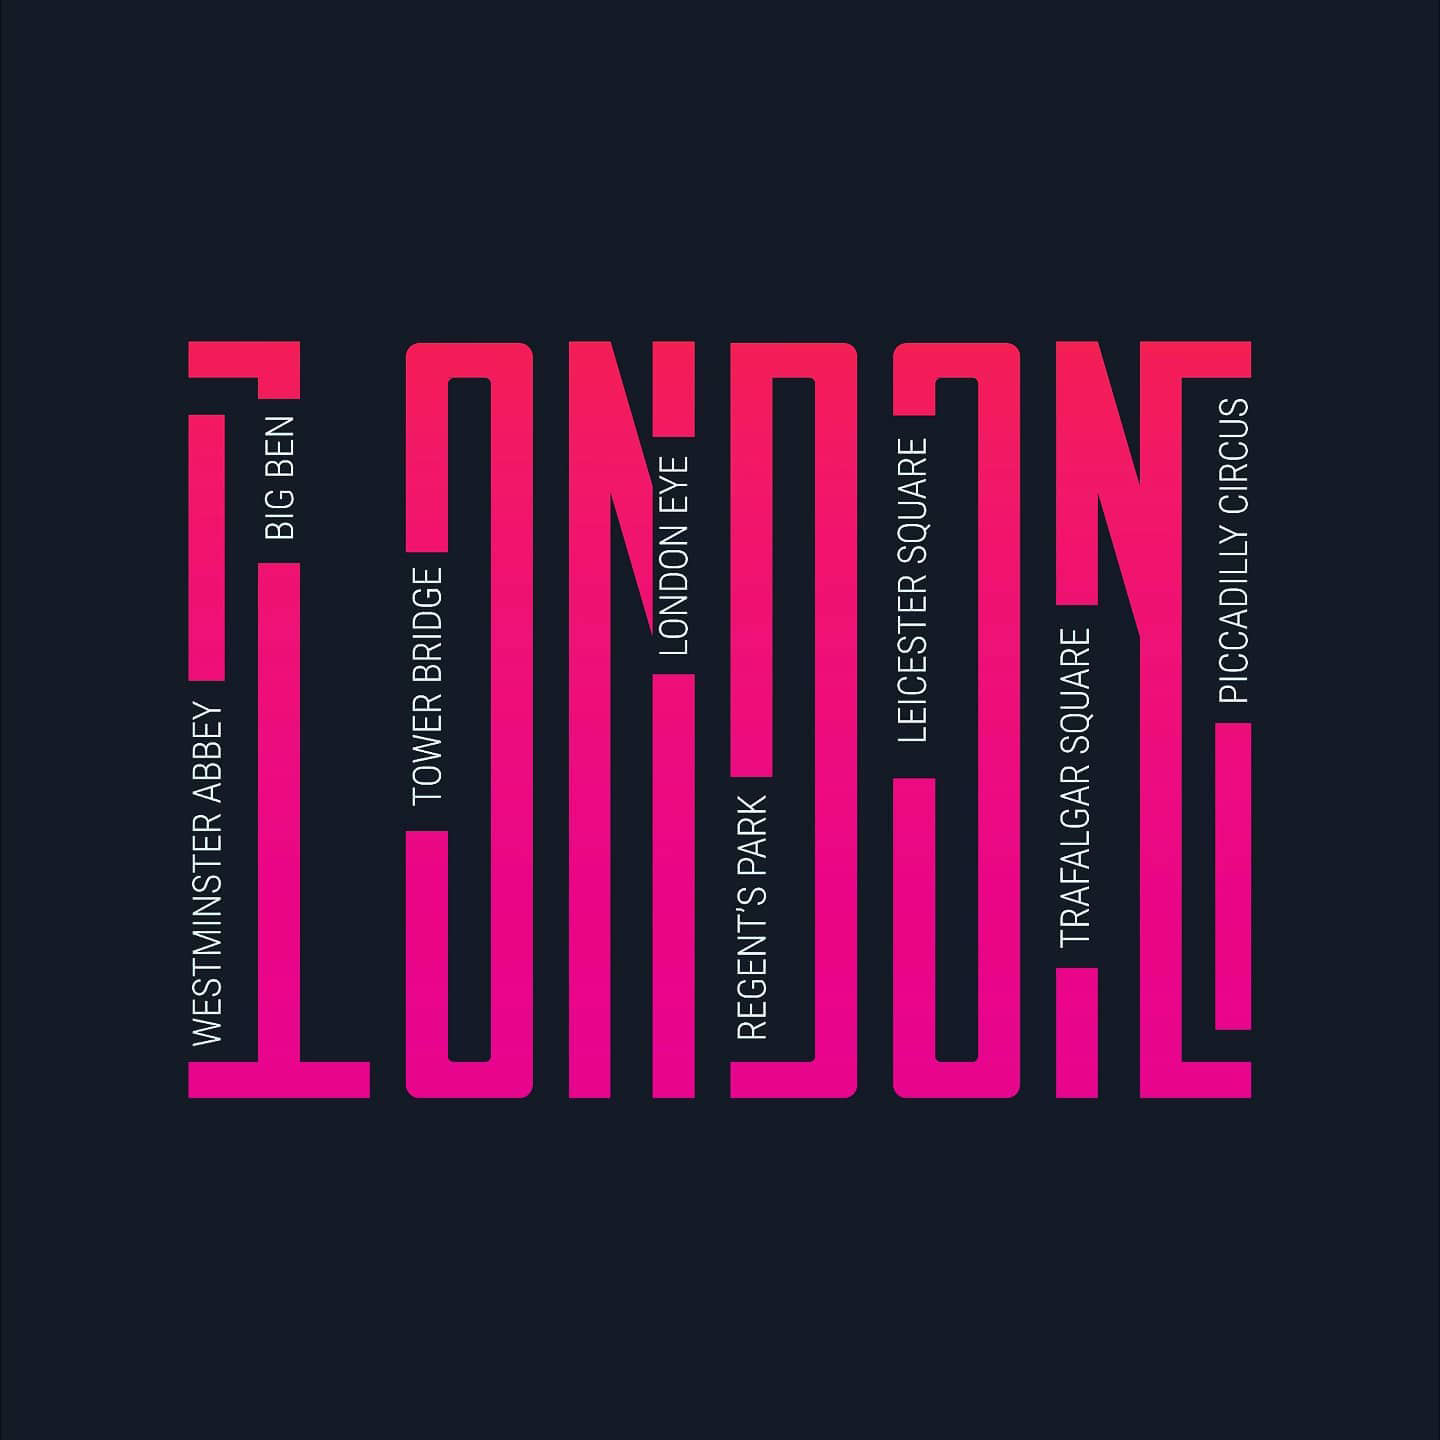 LONDON
WESTMINSTER ABBEY
BIG BEN
TOWER BRIDGE
LONDON EYE
REGENT'S PARK
LEICESTER SQUARE
TRAFALGAR SQUARE
PICCADILLY CIRCUS